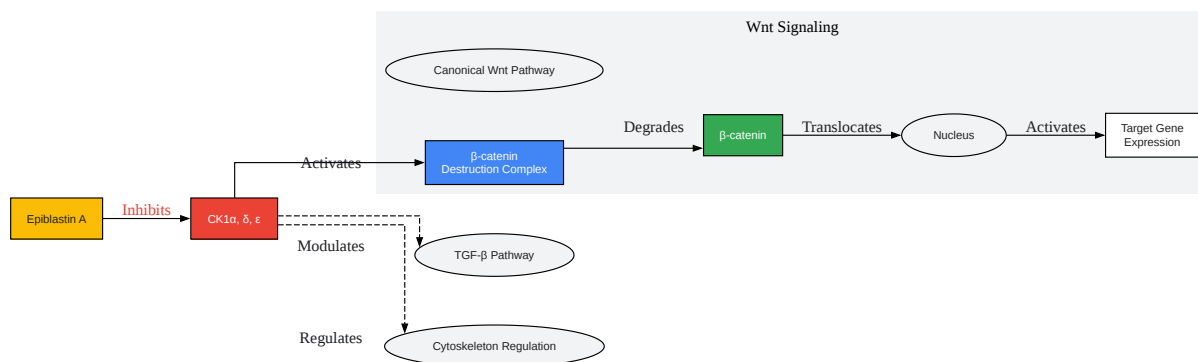 Wnt Signaling
Canonical Wnt Pathway
Degrades
β-catenin
Translocates
Nucleus
Activates
Target Gene
Expression
Activates
β-catenin
Destruction Complex
Epiblastin A
Inhibits
CK1α, δ, ε
Modulates
TGF-β Pathway
Regulates
Cytoskeleton Regulation